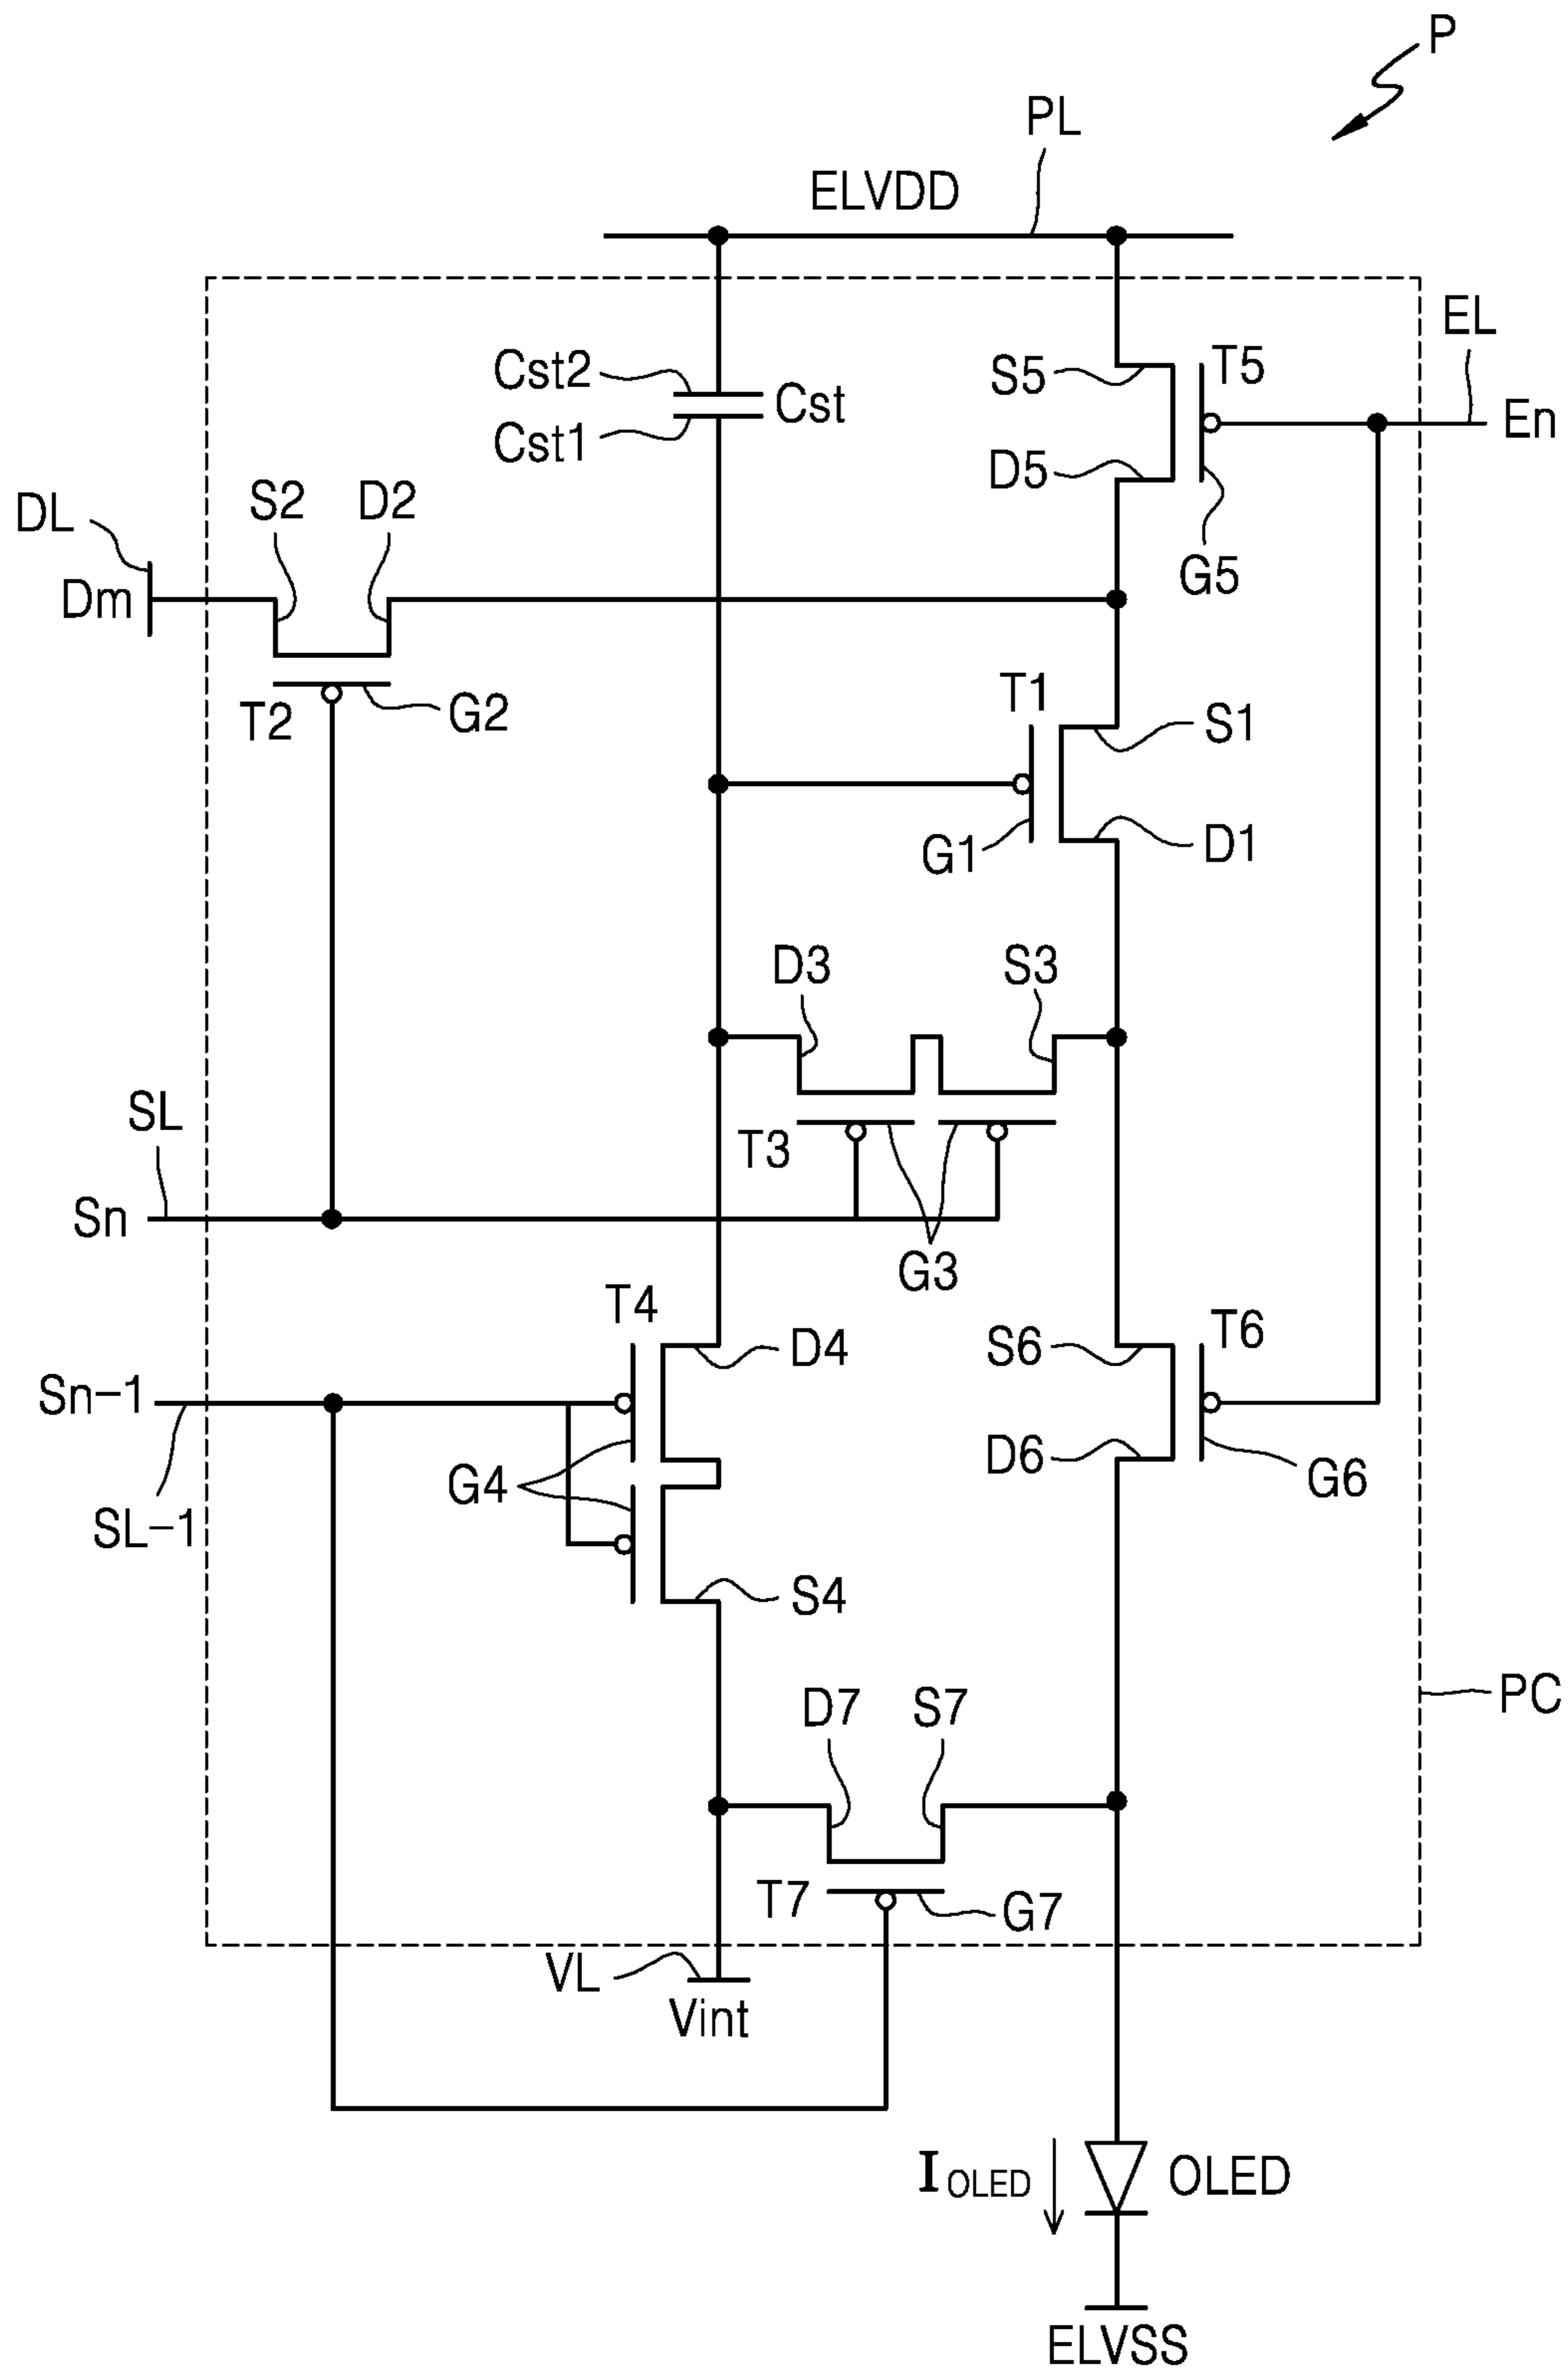 P
PL
ELVDD
EL
Cst2
Cst
S5
T5
En
Cst1
D5
DL
S2
D2
G5
Dm
T1
T2
G2
S1
G1
D1
D3
S3
SL
T3
Sn
G3
T4
D4
S6
T6
Sn-1
G4
D6
G6
SL-1
S4
D7
S7
PC
T7
G7
VL
Vint
IOLED
OLED
ELVSS